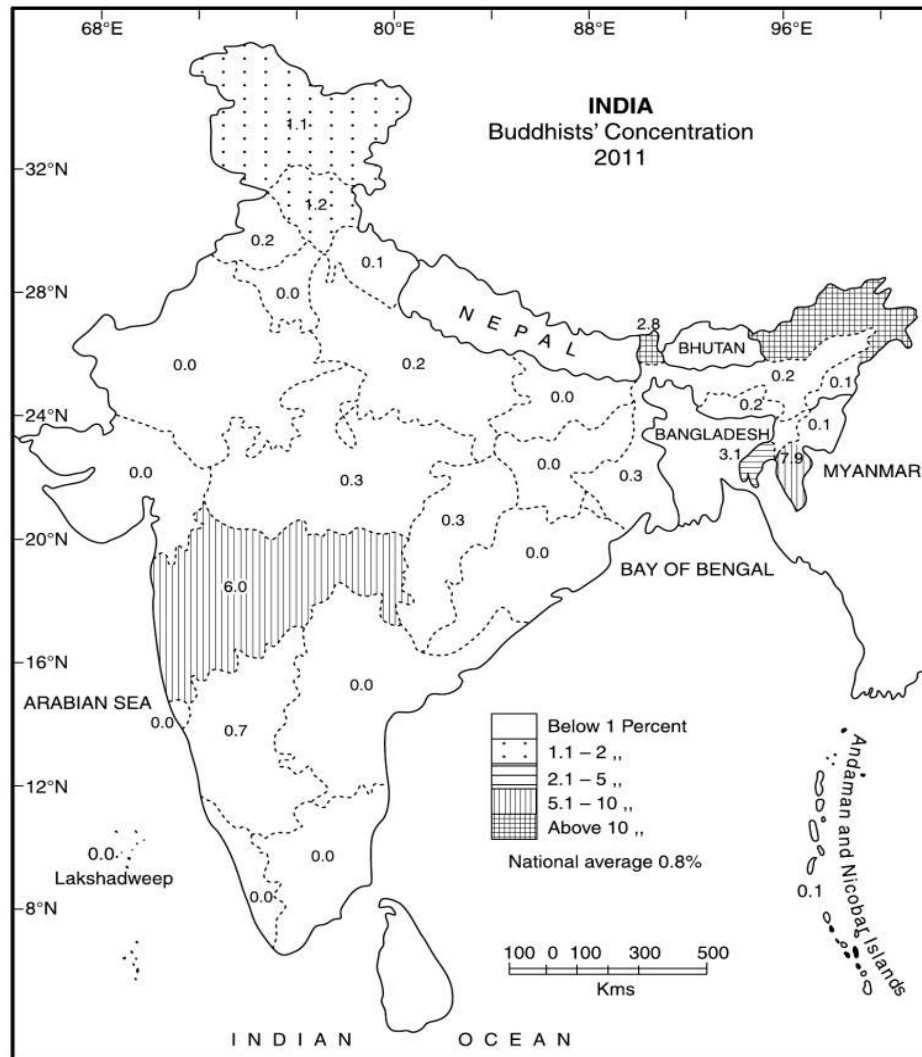 68°E 80°E 88°E 96°E
INDIA
Buddhists' Concentration
2011
1.1
32°N
1.2
0.2
0.1
28°N
0.0
NEPAL
2.8
BHUTAN
0.0
0.2
0.2
0.1
0.0
0.2
24°N
0.1
BANGLADESH
3.1
7.9
MYANMAR
0.0
0.0
0.3
0.3
0.3
20°N
0.0
BAY OF BENGAL
6.0
16°N
ARABIAN SEA
0.0
0.0
0.7
Below 1 Percent
1.1 – 2 ,,
2.1 – 5 ,,
5.1 – 10 ,,
Above 10 ,,
National average 0.8%
12°N
0.0
Lakshadweep
0.0
0.0
8°N
0.1
Andaman and Nicobar Islands
100 0 100 300 500
Kms
INDIAN OCEAN